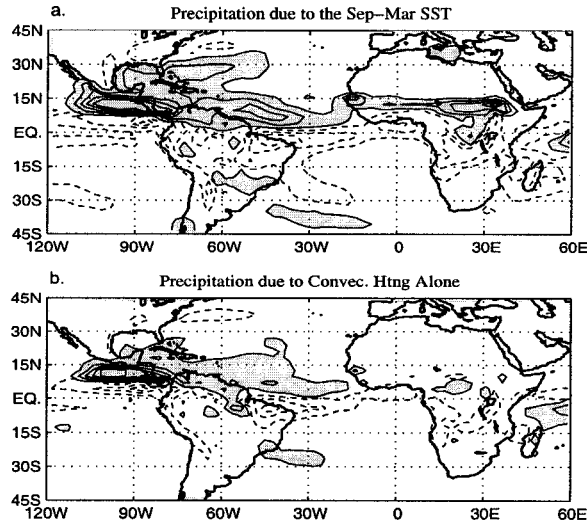 a. Precipitation due to the Sep–Mar SST
45N
30N
15N
EQ.
15S
30S
45S
120W 90W 60W 30W 0 30E 60E
b. Precipitation due to Convec. Htng Alone
45N
30N
15N
EQ.
15S
30S
45S
120W 90W 60W 30W 0 30E 60E